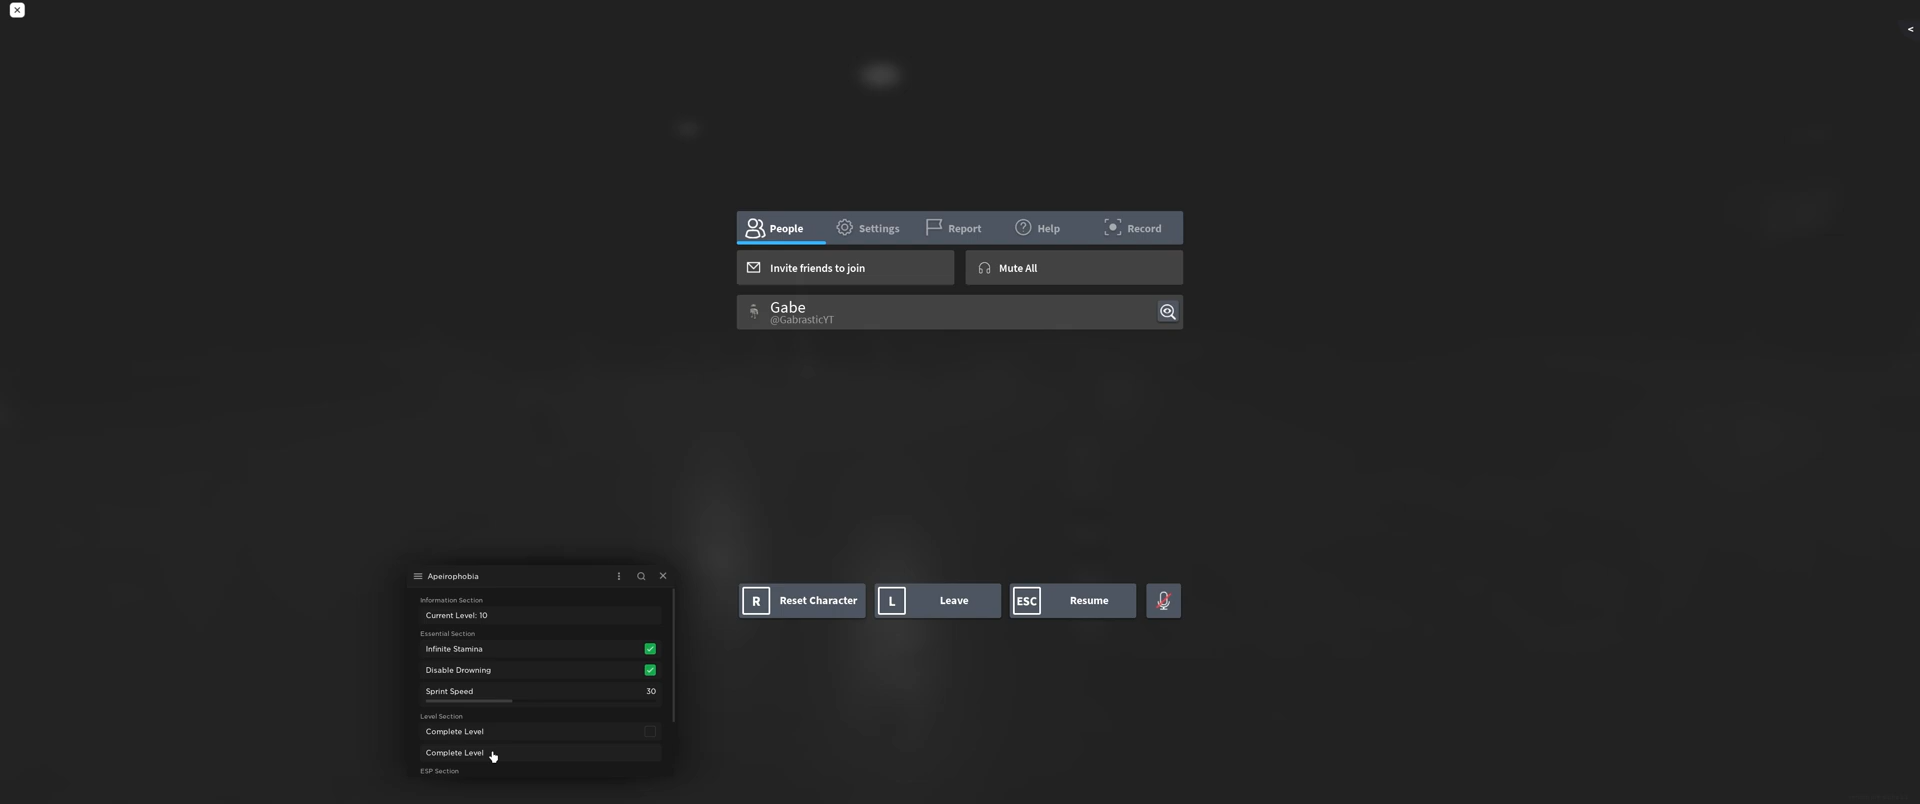 <
People Settings Report Help Record
Invite friends to join Mute All
Gabe
@GabrasticYT
R Reset Character L Leave ESC Resume
Apeirophobia
Information Section
Current Level: 10
Essential Section
Infinite Stamina
Disable Drowning
Sprint Speed 30
Level Section
Complete Level
Complete Level
ESP Section